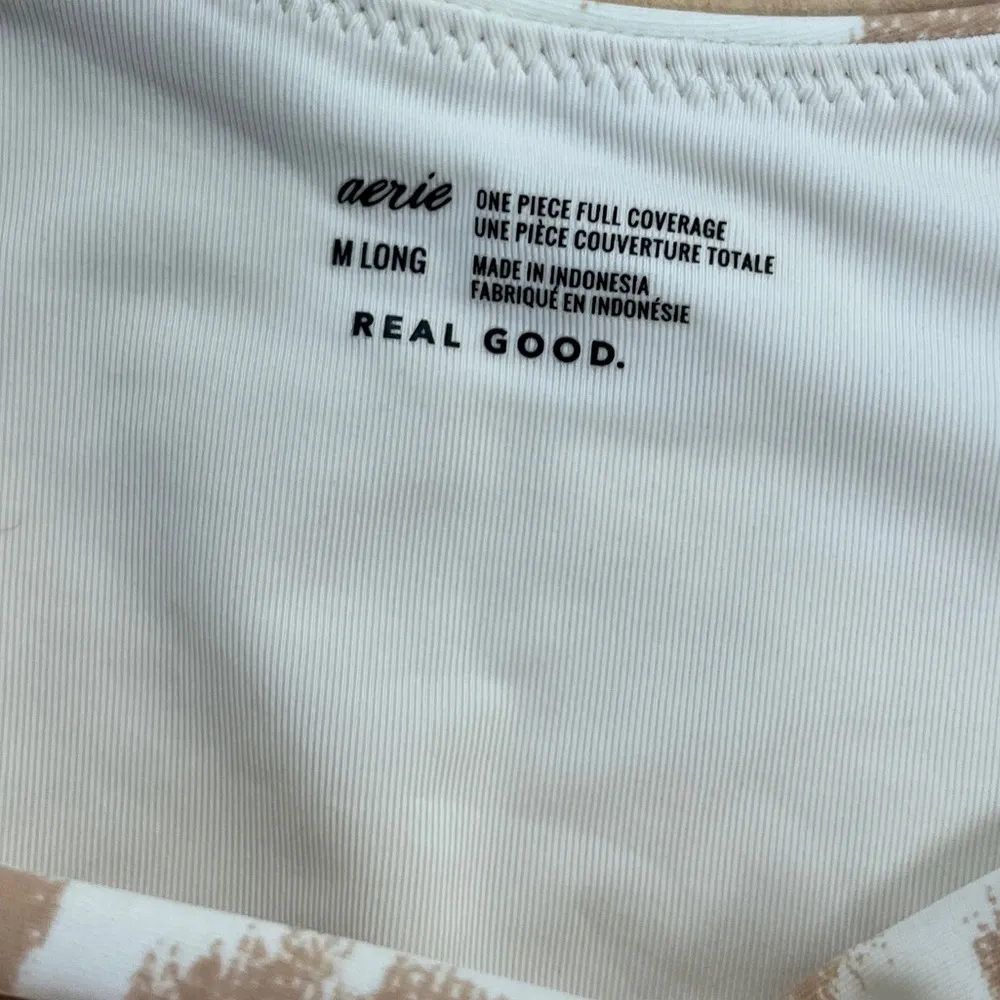 aerie
M LONG
ONE PIECE FULL COVERAGE
UNE PIÈCE COUVERTURE TOTALE
MADE IN INDONESIA
FABRIQUÉ EN INDONÉSIE
REAL GOOD.